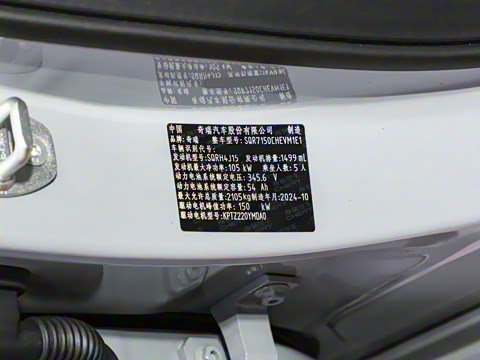 中国 奇瑞汽车股份有限公司 制造
品牌:奇瑞 整车型号:SQR7150CHEVM1E1
车辆识别代号:
发动机型号:SQRH4J15 发动机排量:1499mL
发动机最大净功率:105 kW 乘坐人数:5 人
动力电池系统额定电压:345.6 V
动力电池系统额定容量:54 Ah
最大允许总质量:2105kg 制造年月:2024-10
驱动电机峰值功率:150 kW
驱动电机型号:KPTZ220YMDA0